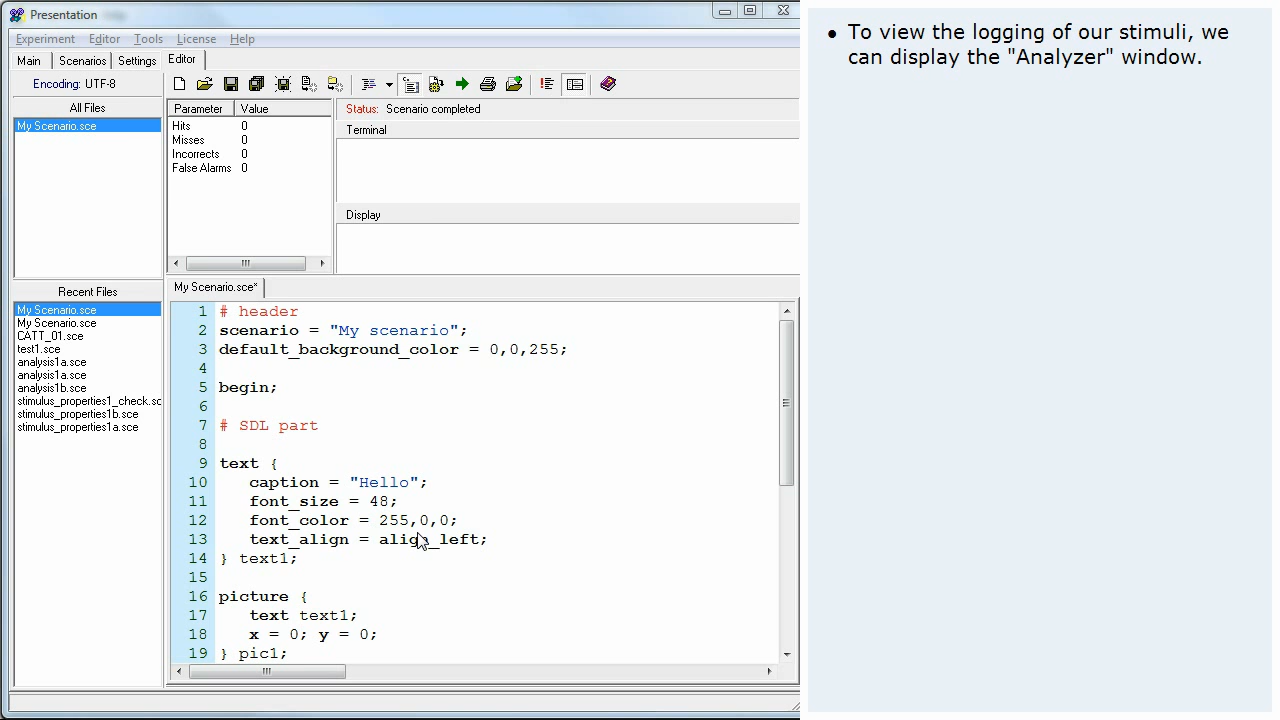 Presentation
Experiment Editor Tools License Help
Main Scenarios Settings Editor
Encoding: UTF-8
All Files
My Scenario.sce
Recent Files
My Scenario.sce
My Scenario.sce
CATT_01.sce
test1.sce
analysis1a.sce
analysis1a.sce
analysis1b.sce
stimulus_properties1_check.sc
stimulus_properties1b.sce
stimulus_properties1a.sce
Parameter Value
Hits 0
Misses 0
Incorrects 0
False Alarms 0
Status: Scenario completed
Terminal
Display
My Scenario.sce*
1 # header
2 scenario = "My scenario";
3 default_background_color = 0,0,255;
4
5 begin;
6
7 # SDL part
8
9 text {
10 caption = "Hello";
11 font_size = 48;
12 font_color = 255,0,0;
13 text_align = align_left;
14 } text1;
15
16 picture {
17 text text1;
18 x = 0; y = 0;
19 } pic1;
• To view the logging of our stimuli, we
can display the "Analyzer" window.